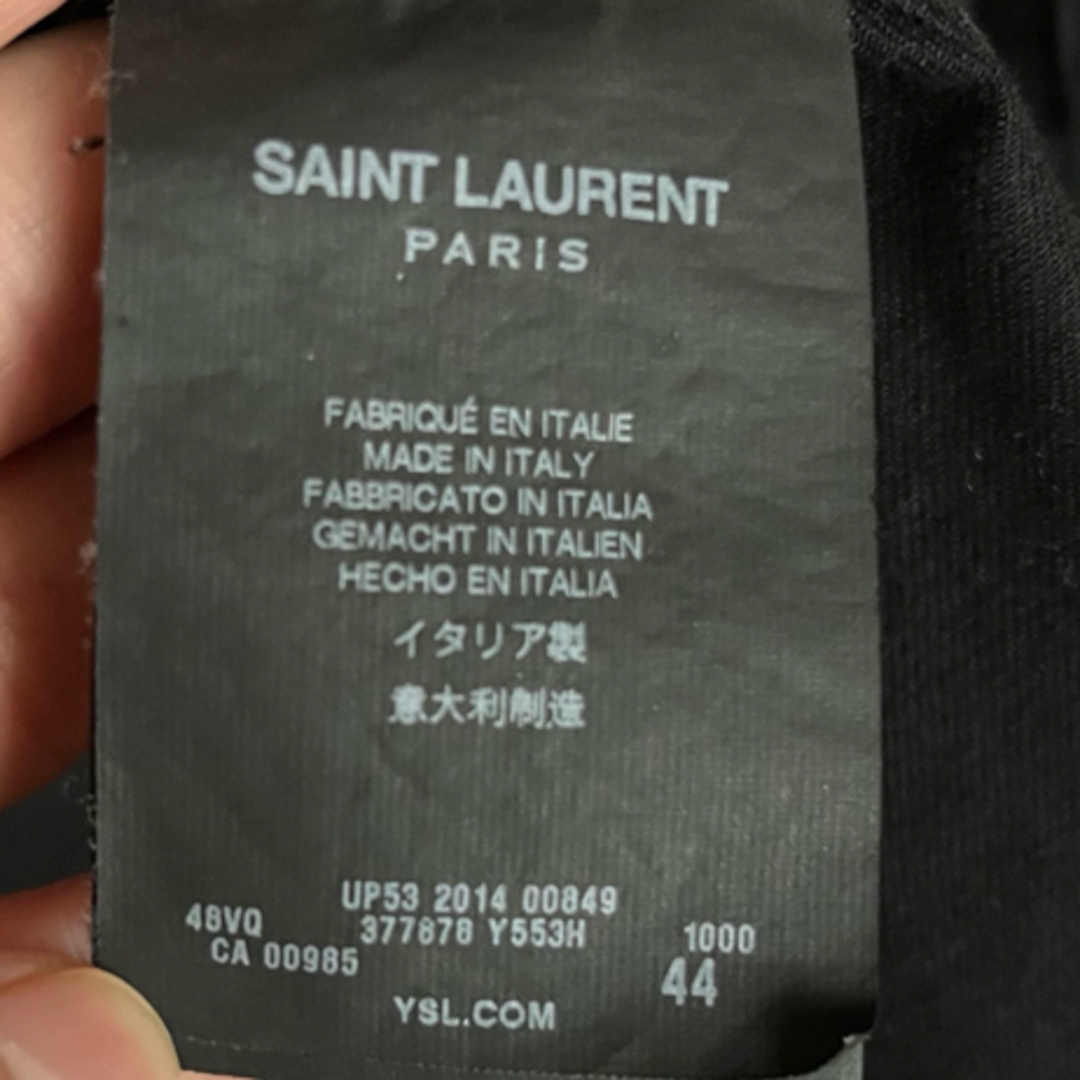 SAINT LAURENT
PARIS
FABRIQUÉ EN ITALIE
MADE IN ITALY
FABBRICATO IN ITALIA
GEMACHT IN ITALIEN
HECHO EN ITALIA
イタリア製
意大利制造
UP53 2014 00849
48VQ 377878 Y553H 1000
CA 00985 44
YSL.COM